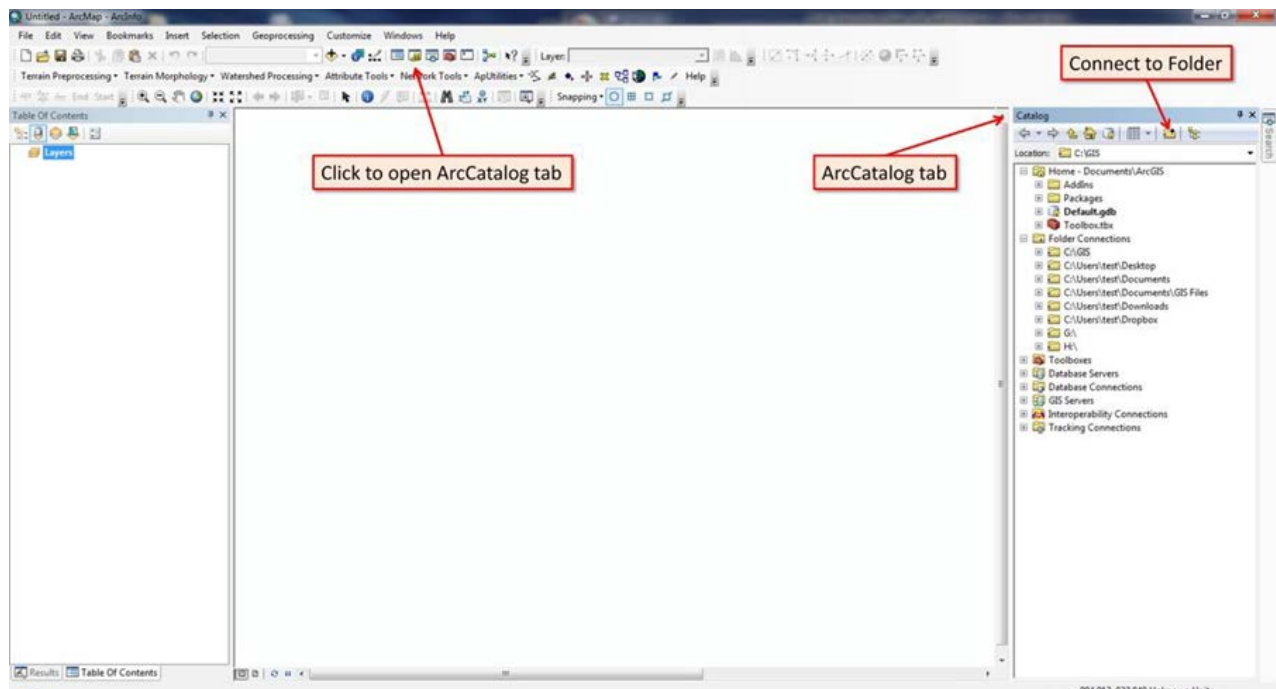 Untitled - ArcMap - ArcInfo
File Edit View Bookmarks Insert Selection Geoprocessing Customize Windows Help
Layer:
Terrain Preprocessing Terrain Morphology Watershed Processing Attribute Tools Network Tools ApUtilities Help
End Start Snapping
Connect to Folder
Table Of Contents
Layers
Click to open ArcCatalog tab
ArcCatalog tab
Catalog
Location: C:\GIS
Home - Documents\ArcGIS
AddIns
Packages
Default.gdb
Toolbox.tbx
Folder Connections
C:\GIS
C:\Users\test\Desktop
C:\Users\test\Documents
C:\Users\test\Documents\GIS Files
C:\Users\test\Downloads
C:\Users\test\Dropbox
G:\
H:\
Toolboxes
Database Servers
Database Connections
GIS Servers
Interoperability Connections
Tracking Connections
Search
Results Table Of Contents